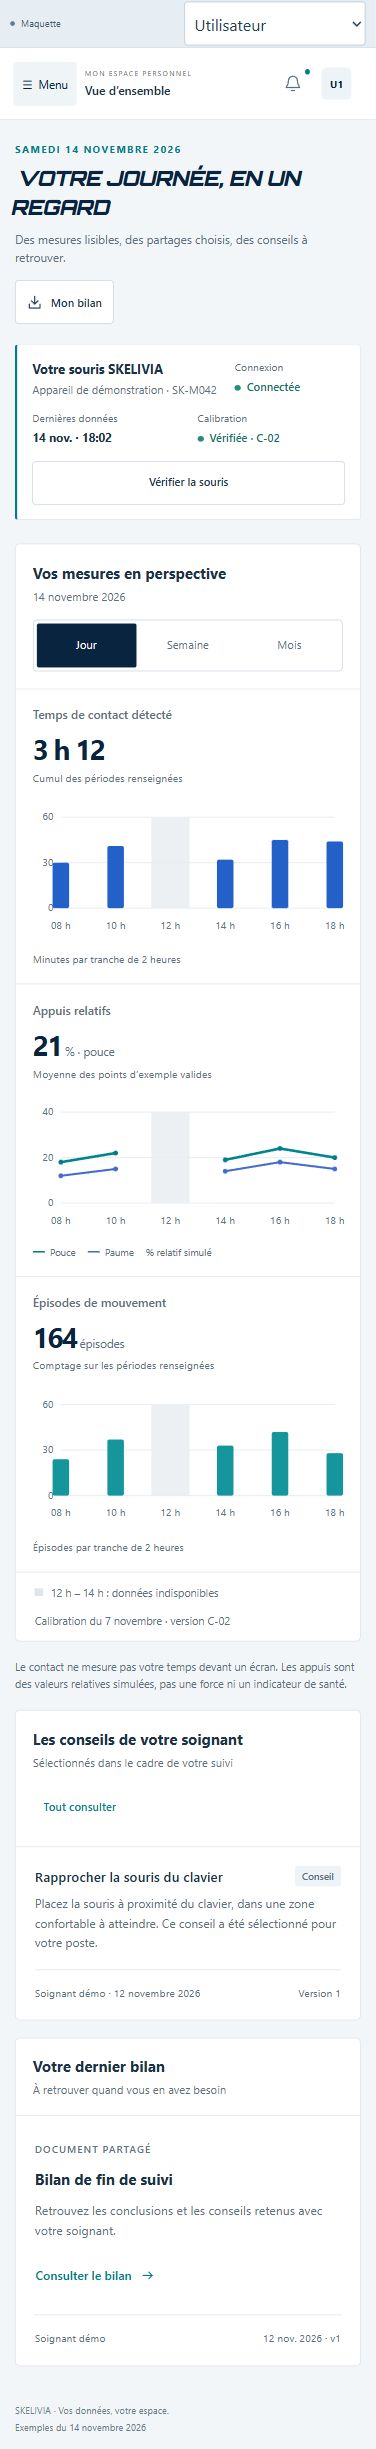 Maquette
Utilisateur
☰ Menu
MON ESPACE PERSONNEL
Vue d'ensemble
U1
SAMEDI 14 NOVEMBRE 2026
VOTRE JOURNÉE, EN UN
REGARD
Des mesures lisibles, des partages choisis, des conseils à
retrouver.
Mon bilan
Votre souris SKELIVIA
Appareil de démonstration · SK-M042
Connexion
Connectée
Dernières données
14 nov. · 18:02
Calibration
Vérifiée · C-02
Vérifier la souris
Vos mesures en perspective
14 novembre 2026
Jour
Semaine
Mois
Temps de contact détecté
3 h 12
Cumul des périodes renseignées
60
30
0
08 h 10 h 12 h 14 h 16 h 18 h
Minutes par tranche de 2 heures
Appuis relatifs
21 % · pouce
Moyenne des points d'exemple valides
40
20
0
08 h 10 h 12 h 14 h 16 h 18 h
Pouce Paume % relatif simulé
Épisodes de mouvement
164 épisodes
Comptage sur les périodes renseignées
60
30
0
08 h 10 h 12 h 14 h 16 h 18 h
Épisodes par tranche de 2 heures
12 h – 14 h : données indisponibles
Calibration du 7 novembre · version C-02
Le contact ne mesure pas votre temps devant un écran. Les appuis sont
des valeurs relatives simulées, pas une force ni un indicateur de santé.
Les conseils de votre soignant
Sélectionnés dans le cadre de votre suivi
Tout consulter
Rapprocher la souris du clavier
Conseil
Placez la souris à proximité du clavier, dans une zone
confortable à atteindre. Ce conseil a été sélectionné pour
votre poste.
Soignant démo · 12 novembre 2026
Version 1
Votre dernier bilan
À retrouver quand vous en avez besoin
DOCUMENT PARTAGÉ
Bilan de fin de suivi
Retrouvez les conclusions et les conseils retenus avec
votre soignant.
Consulter le bilan →
Soignant démo
12 nov. 2026 · v1
SKELIVIA · Vos données, votre espace.
Exemples du 14 novembre 2026